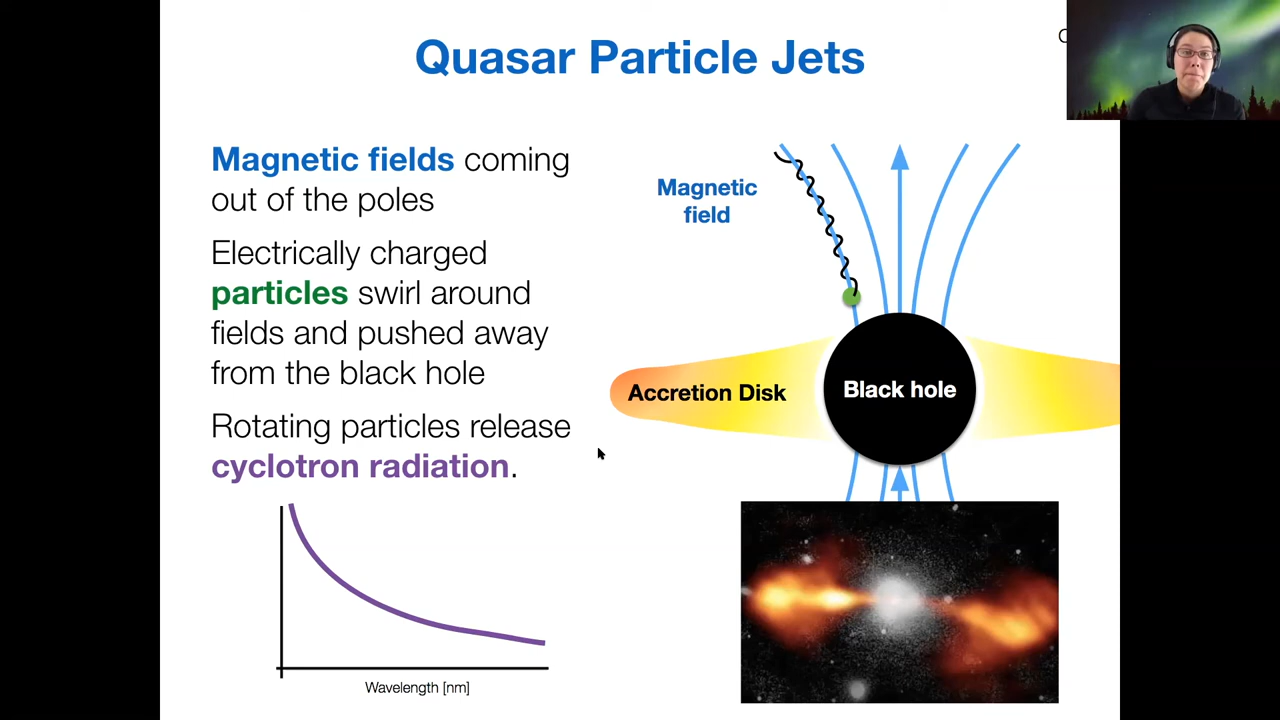 Quasar Particle Jets
Magnetic fields coming
out of the poles
Electrically charged
particles swirl around
fields and pushed away
from the black hole
Rotating particles release
cyclotron radiation.
Wavelength [nm]
Magnetic
field
Accretion Disk
Black hole